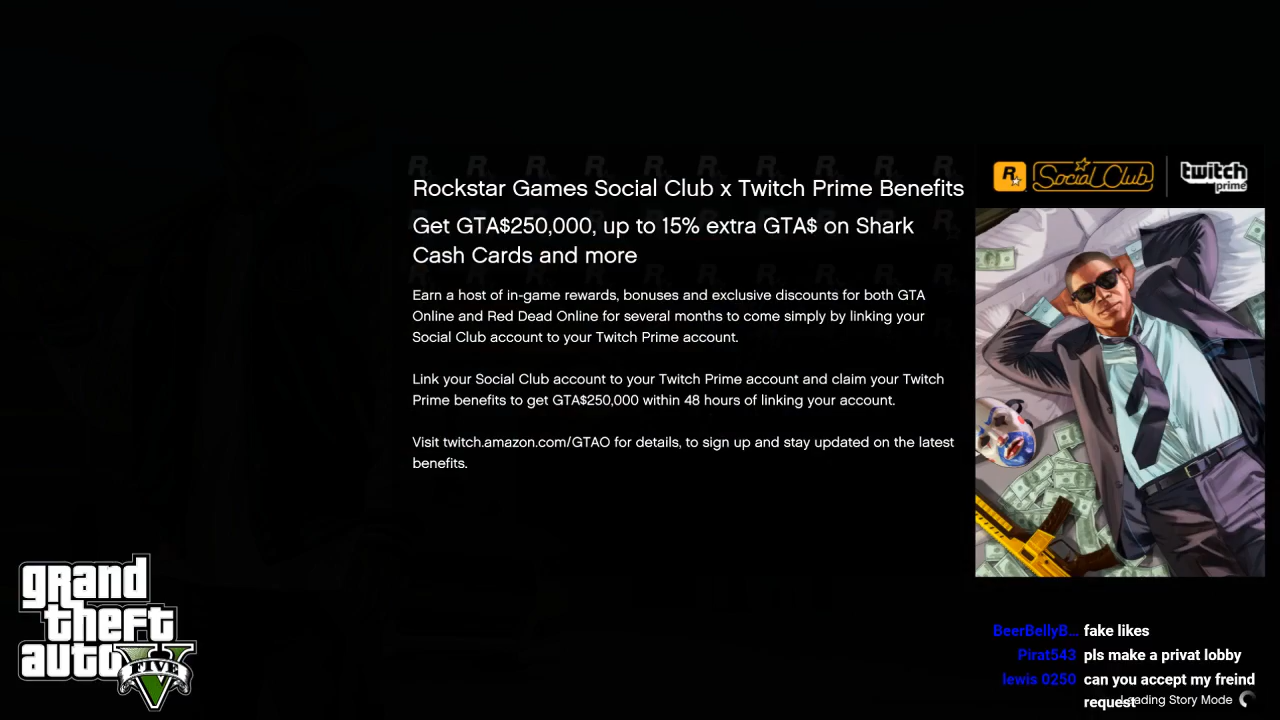 Rockstar Games Social Club x Twitch Prime Benefits
Get GTA$250,000, up to 15% extra GTA$ on Shark
Cash Cards and more
Earn a host of in-game rewards, bonuses and exclusive discounts for both GTA
Online and Red Dead Online for several months to come simply by linking your
Social Club account to your Twitch Prime account.
Link your Social Club account to your Twitch Prime account and claim your Twitch
Prime benefits to get GTA$250,000 within 48 hours of linking your account.
Visit twitch.amazon.com/GTAO for details, to sign up and stay updated on the latest
benefits.
R Social Club
twitch
prime
grand
theft
auto
FIVE
BeerBellyB... fake likes
Pirat543 pls make a privat lobby
lewis 0250 can you accept my freind
request
Loading Story Mode